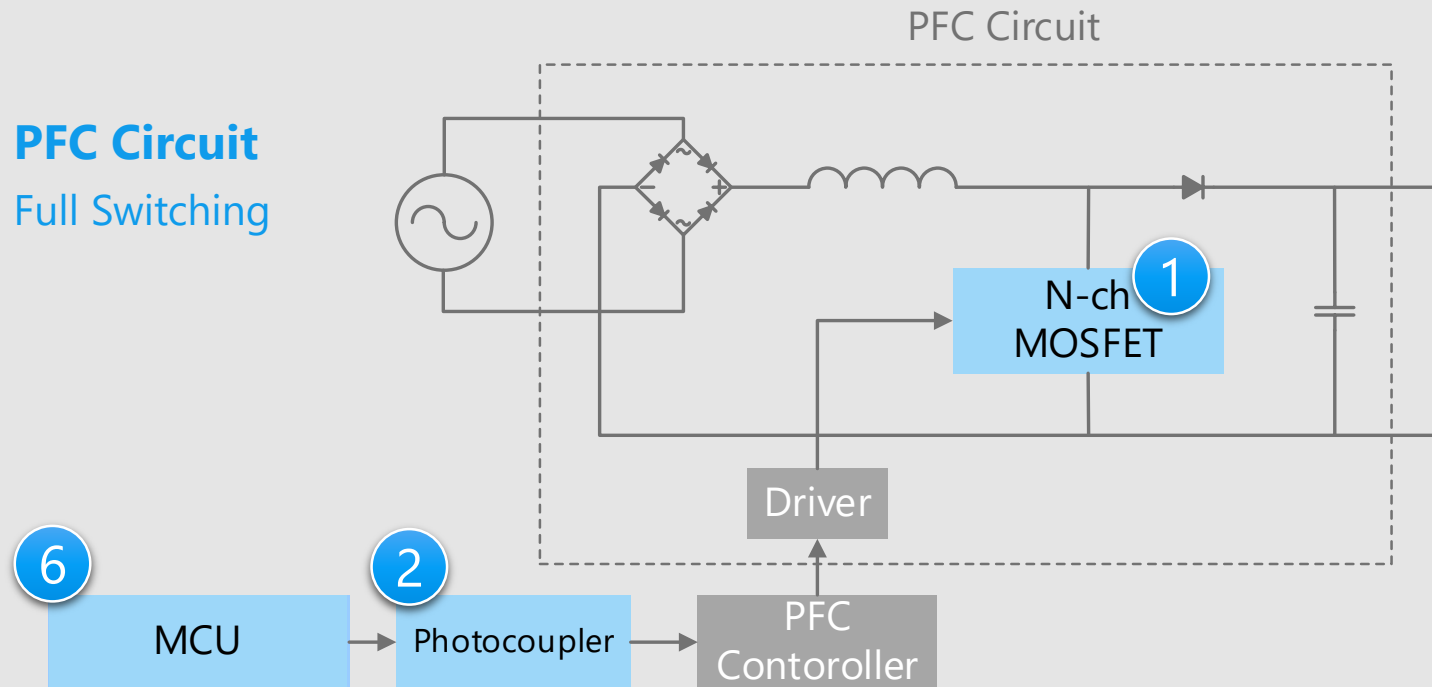 PFC Circuit
PFC Circuit
Full Switching
1
N-ch
MOSFET
Driver
6
2
MCU
Photocoupler
PFC
Contoroller